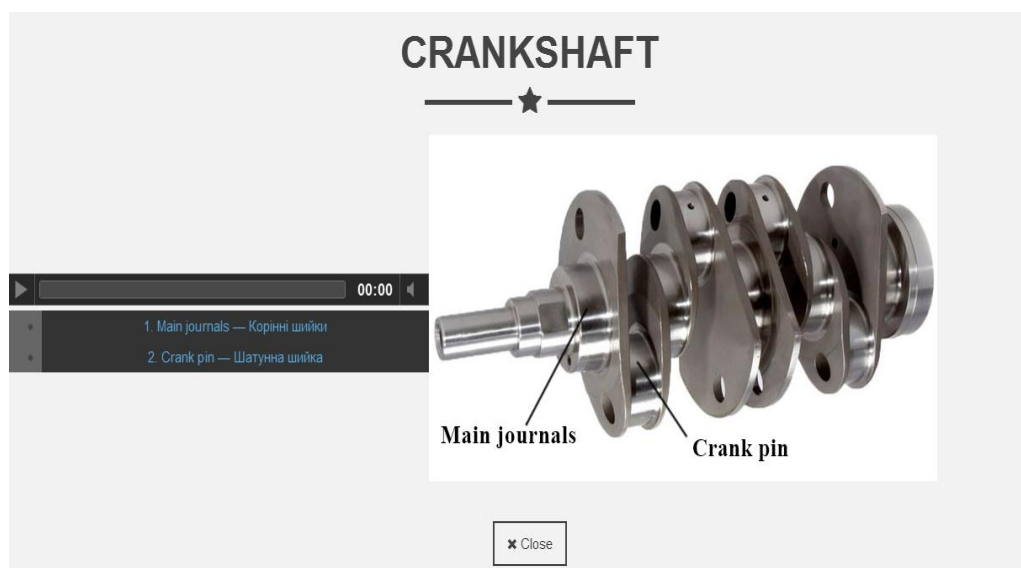 CRANKSHAFT
00:00
1. Main journals — Корінні шийки
2. Crank pin — Шатунна шийка
Main journals
Crank pin
✖ Close